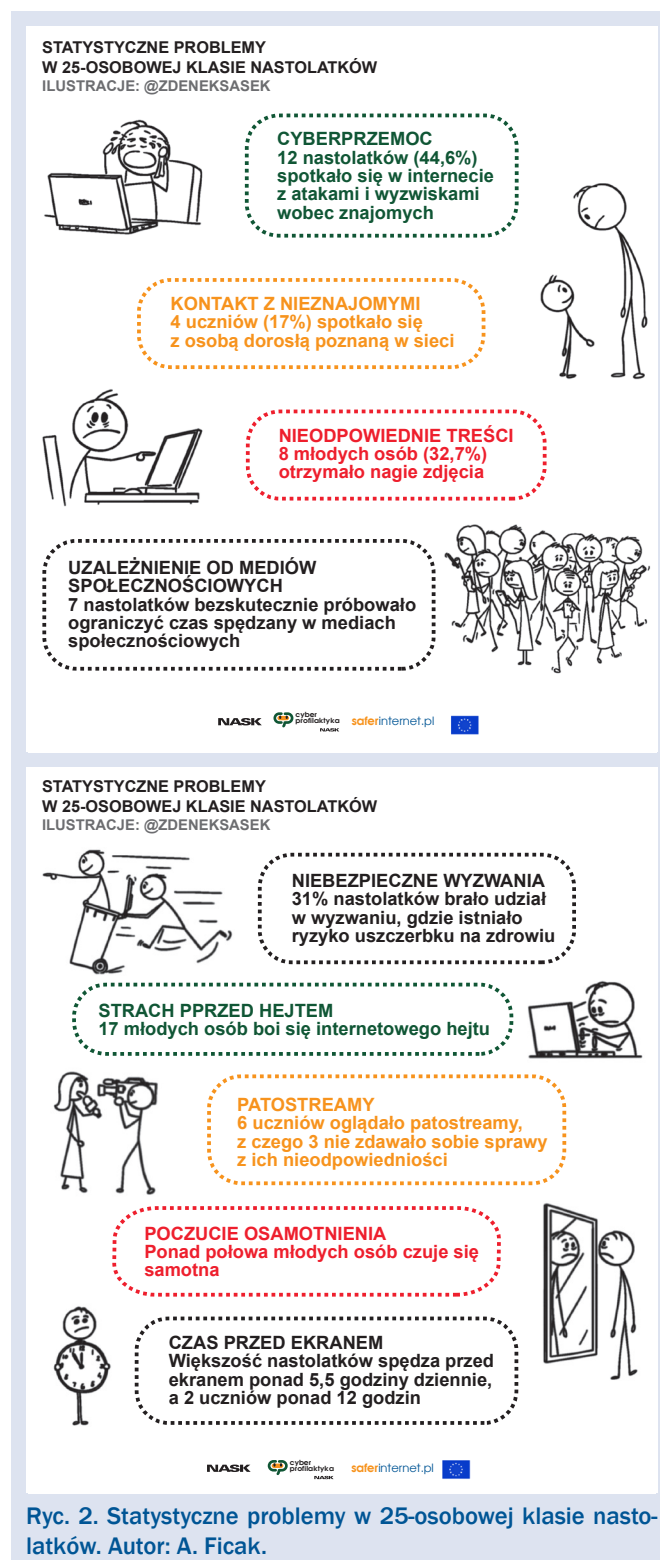 STATYSTYCZNE PROBLEMY
W 25-OSOBOWEJ KLASIE NASTOLATKÓW
ILUSTRACJE: @ZDENEKSASEK
CYBERPRZEMOC
12 nastolatków (44,6%)
spotkało się w internecie
z atakami i wyzwiskami
wobec znajomych
KONTAKT Z NIEZNAJOMYMI
4 uczniów (17%) spotkało się
z osobą dorosłą poznaną w sieci
NIEODPOWIEDNIE TREŚCI
8 młodych osób (32,7%)
otrzymało nagie zdjęcia
UZALEŻNIENIE OD MEDIÓW
SPOŁECZNOŚCIOWYCH
7 nastolatków bezskutecznie próbowało
ograniczyć czas spędzany w mediach
społecznościowych
NASK cyber profilaktyka NASK saferinternet.pl
STATYSTYCZNE PROBLEMY
W 25-OSOBOWEJ KLASIE NASTOLATKÓW
ILUSTRACJE: @ZDENEKSASEK
NIEBEZPIECZNE WYZWANIA
31% nastolatków brało udział
w wyzwaniu, gdzie istniało
ryzyko uszczerbku na zdrowiu
STRACH PPRZED HEJTEM
17 młodych osób boi się internetowego hejtu
PATOSTREAMY
6 uczniów oglądało patostreamy,
z czego 3 nie zdawało sobie sprawy
z ich nieodpowiedniości
POCZUCIE OSAMOTNIENIA
Ponad połowa młodych osób czuje się
samotna
CZAS PRZED EKRANEM
Większość nastolatków spędza przed
ekranem ponad 5,5 godziny dziennie,
a 2 uczniów ponad 12 godzin
NASK cyber profilaktyka NASK saferinternet.pl
Ryc. 2. Statystyczne problemy w 25-osobowej klasie nasto-
latków. Autor: A. Ficak.